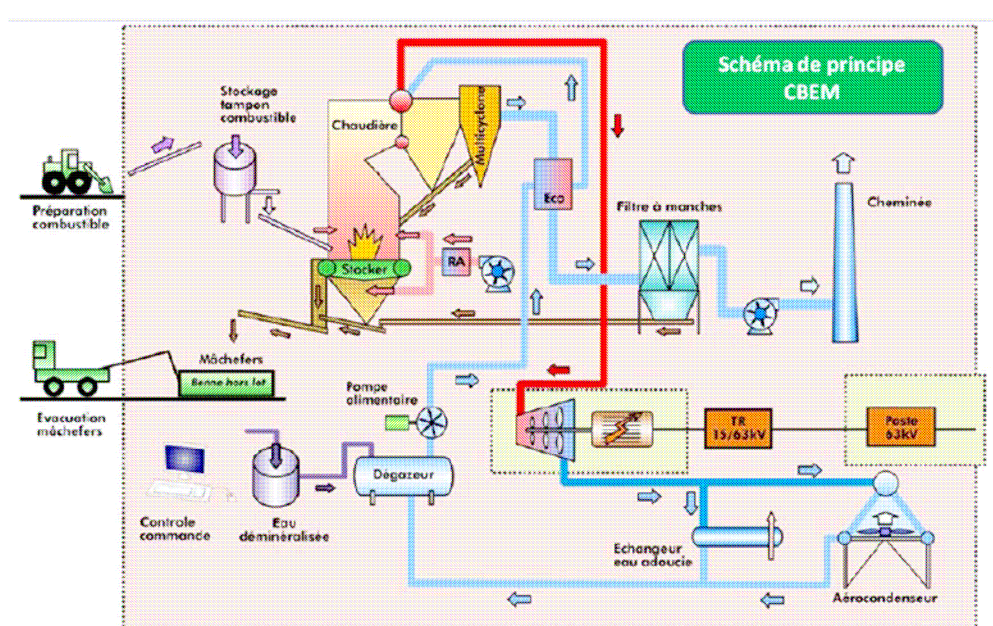 Schéma de principe
CBEM
Stockage
tampon
combustible
Chaudière
Multicyclone
Préparation
combustible
Eco
Filtre à manches
Cheminée
Stocker
RA
Mâchefers
Benne hors lot
Evacuation
mâchefers
Pompe
alimentaire
TR
15/63kV
Poste
63kV
Dégazeur
Controle
commande
Eau
déminéralisée
Echangeur
eau adoucie
Aérocondenseur